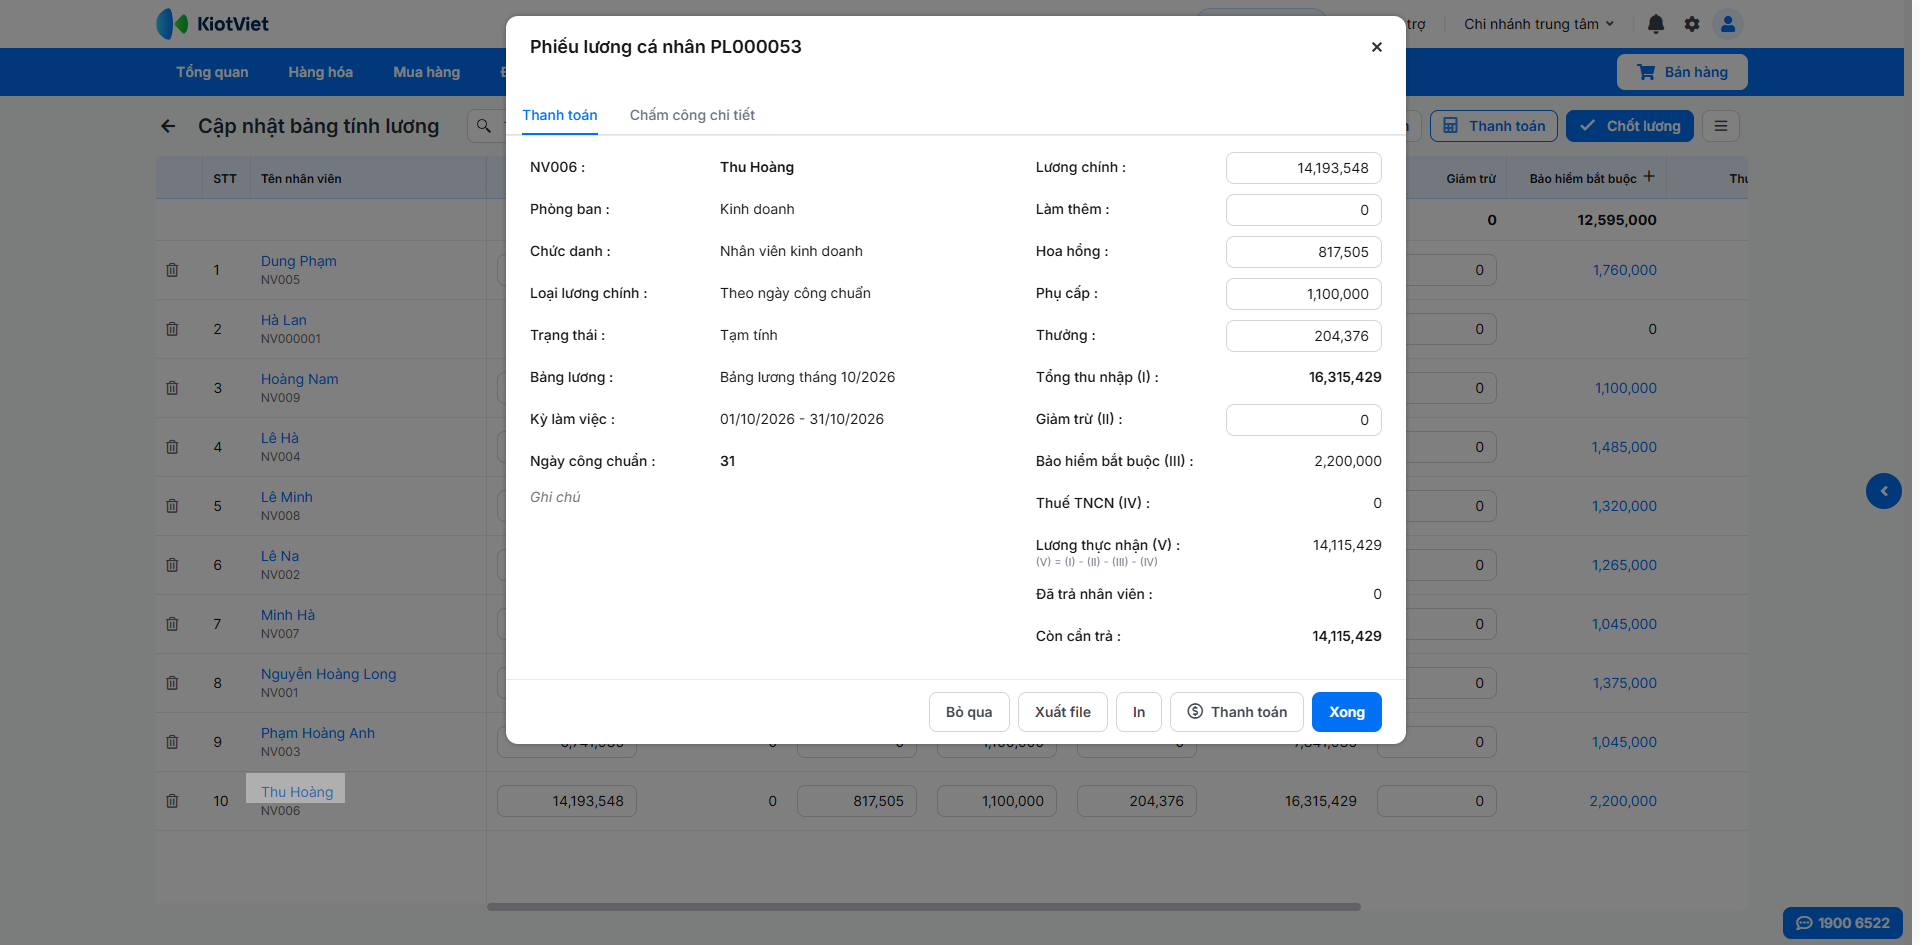 KiotViet
trợ
Chi nhánh trung tâm
Tổng quan
Hàng hóa
Mua hàng
Bán hàng
Cập nhật bảng tính lương
Thanh toán
Chốt lương
STT
Tên nhân viên
Giảm trừ
Bảo hiểm bắt buộc
0
12,595,000
1
Dung Phạm
NV005
0
1,760,000
2
Hà Lan
NV000001
0
0
3
Hoàng Nam
NV009
0
1,100,000
4
Lê Hà
NV004
0
1,485,000
5
Lê Minh
NV008
0
1,320,000
6
Lê Na
NV002
0
1,265,000
7
Minh Hà
NV007
0
1,045,000
8
Nguyễn Hoàng Long
NV001
0
1,375,000
9
Phạm Hoàng Anh
NV003
0
1,045,000
10
Thu Hoàng
NV006
14,193,548
0
817,505
1,100,000
204,376
16,315,429
0
2,200,000
Phiếu lương cá nhân PL000053
Thanh toán
Chấm công chi tiết
NV006 :
Thu Hoàng
Phòng ban :
Kinh doanh
Chức danh :
Nhân viên kinh doanh
Loại lương chính :
Theo ngày công chuẩn
Trạng thái :
Tạm tính
Bảng lương :
Bảng lương tháng 10/2026
Kỳ làm việc :
01/10/2026 - 31/10/2026
Ngày công chuẩn :
31
Ghi chú
Lương chính :
14,193,548
Làm thêm :
0
Hoa hồng :
817,505
Phụ cấp :
1,100,000
Thưởng :
204,376
Tổng thu nhập (I) :
16,315,429
Giảm trừ (II) :
0
Bảo hiểm bắt buộc (III) :
2,200,000
Thuế TNCN (IV) :
0
Lương thực nhận (V) :
14,115,429
(V) = (I) - (II) - (III) - (IV)
Đã trả nhân viên :
0
Còn cần trả :
14,115,429
Bỏ qua
Xuất file
In
Thanh toán
Xong
1900 6522